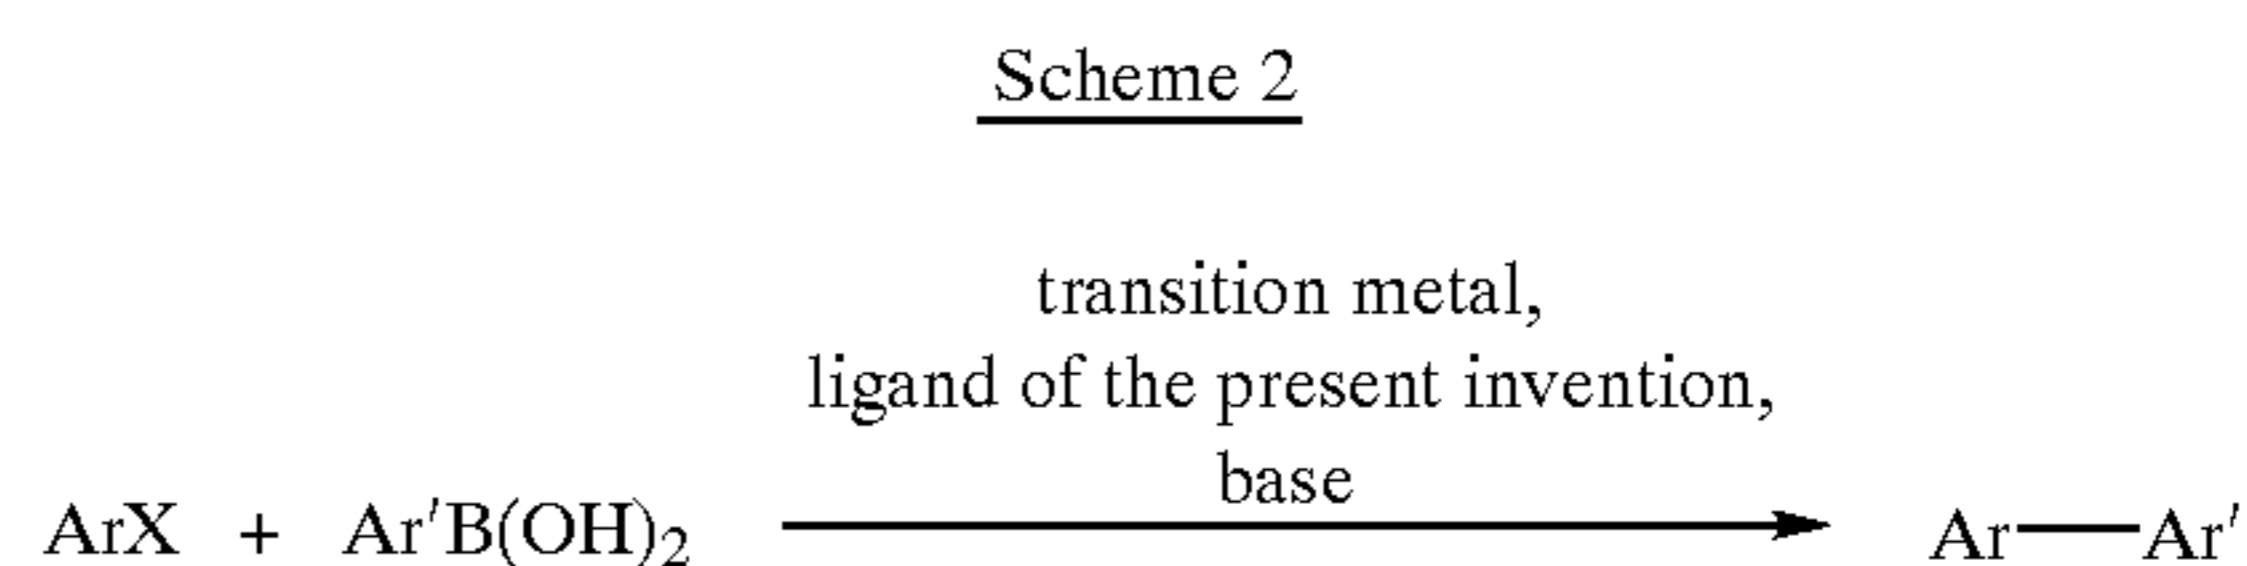 Scheme 2
transition metal,
ligand of the present invention,
base
ArX + Ar′B(OH)₂ ⟶ Ar—Ar′